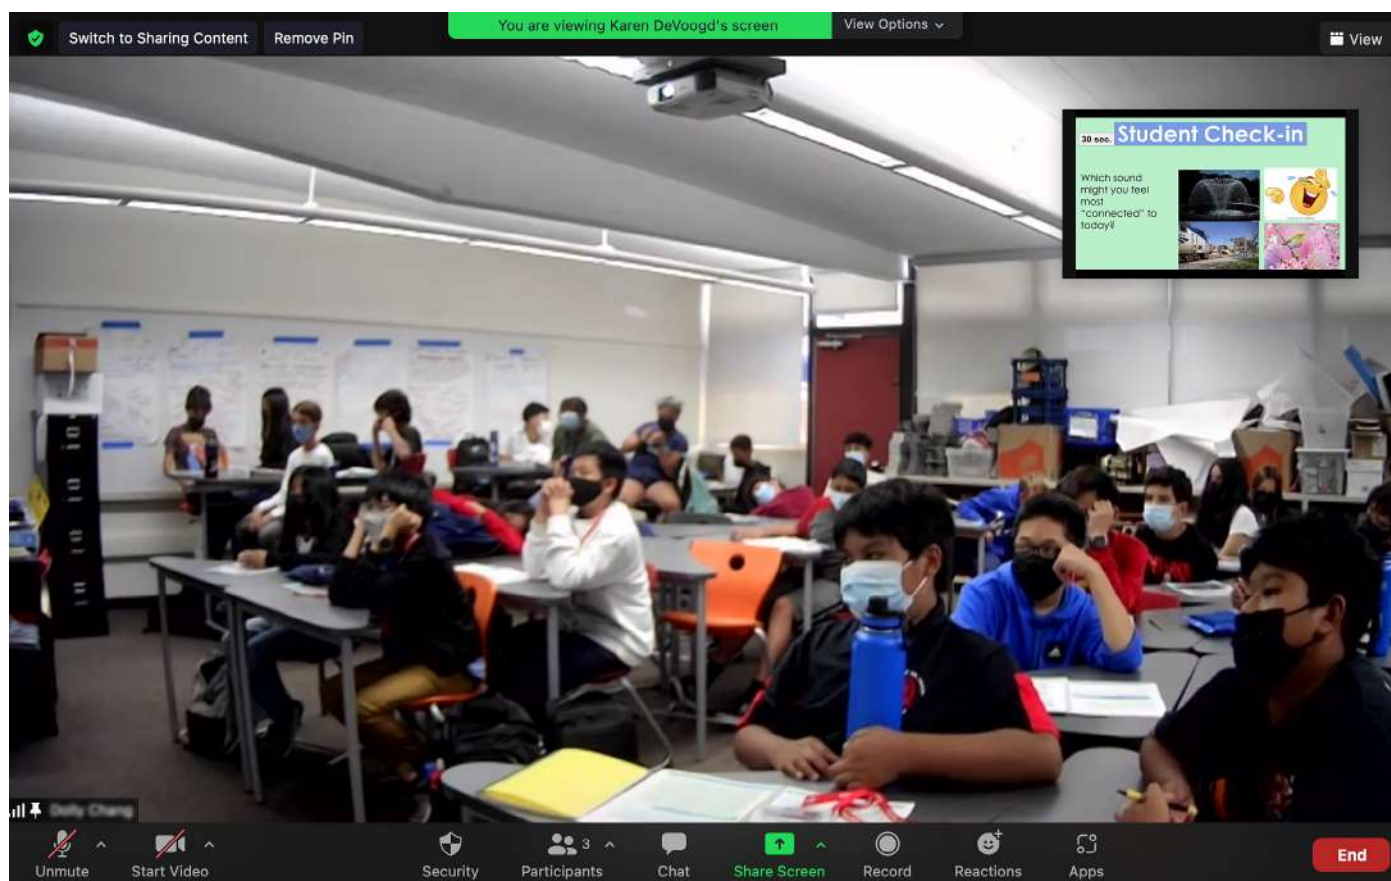 You are viewing Karen DeVoogd's screen
View Options
Switch to Sharing Content
Remove Pin
View
30 sec.
Student Check-in
Which sound
might you feel
most
"connected" to
today?
Dolly Chang
Unmute
Start Video
Security
Participants
3
Chat
Share Screen
Record
Reactions
Apps
End